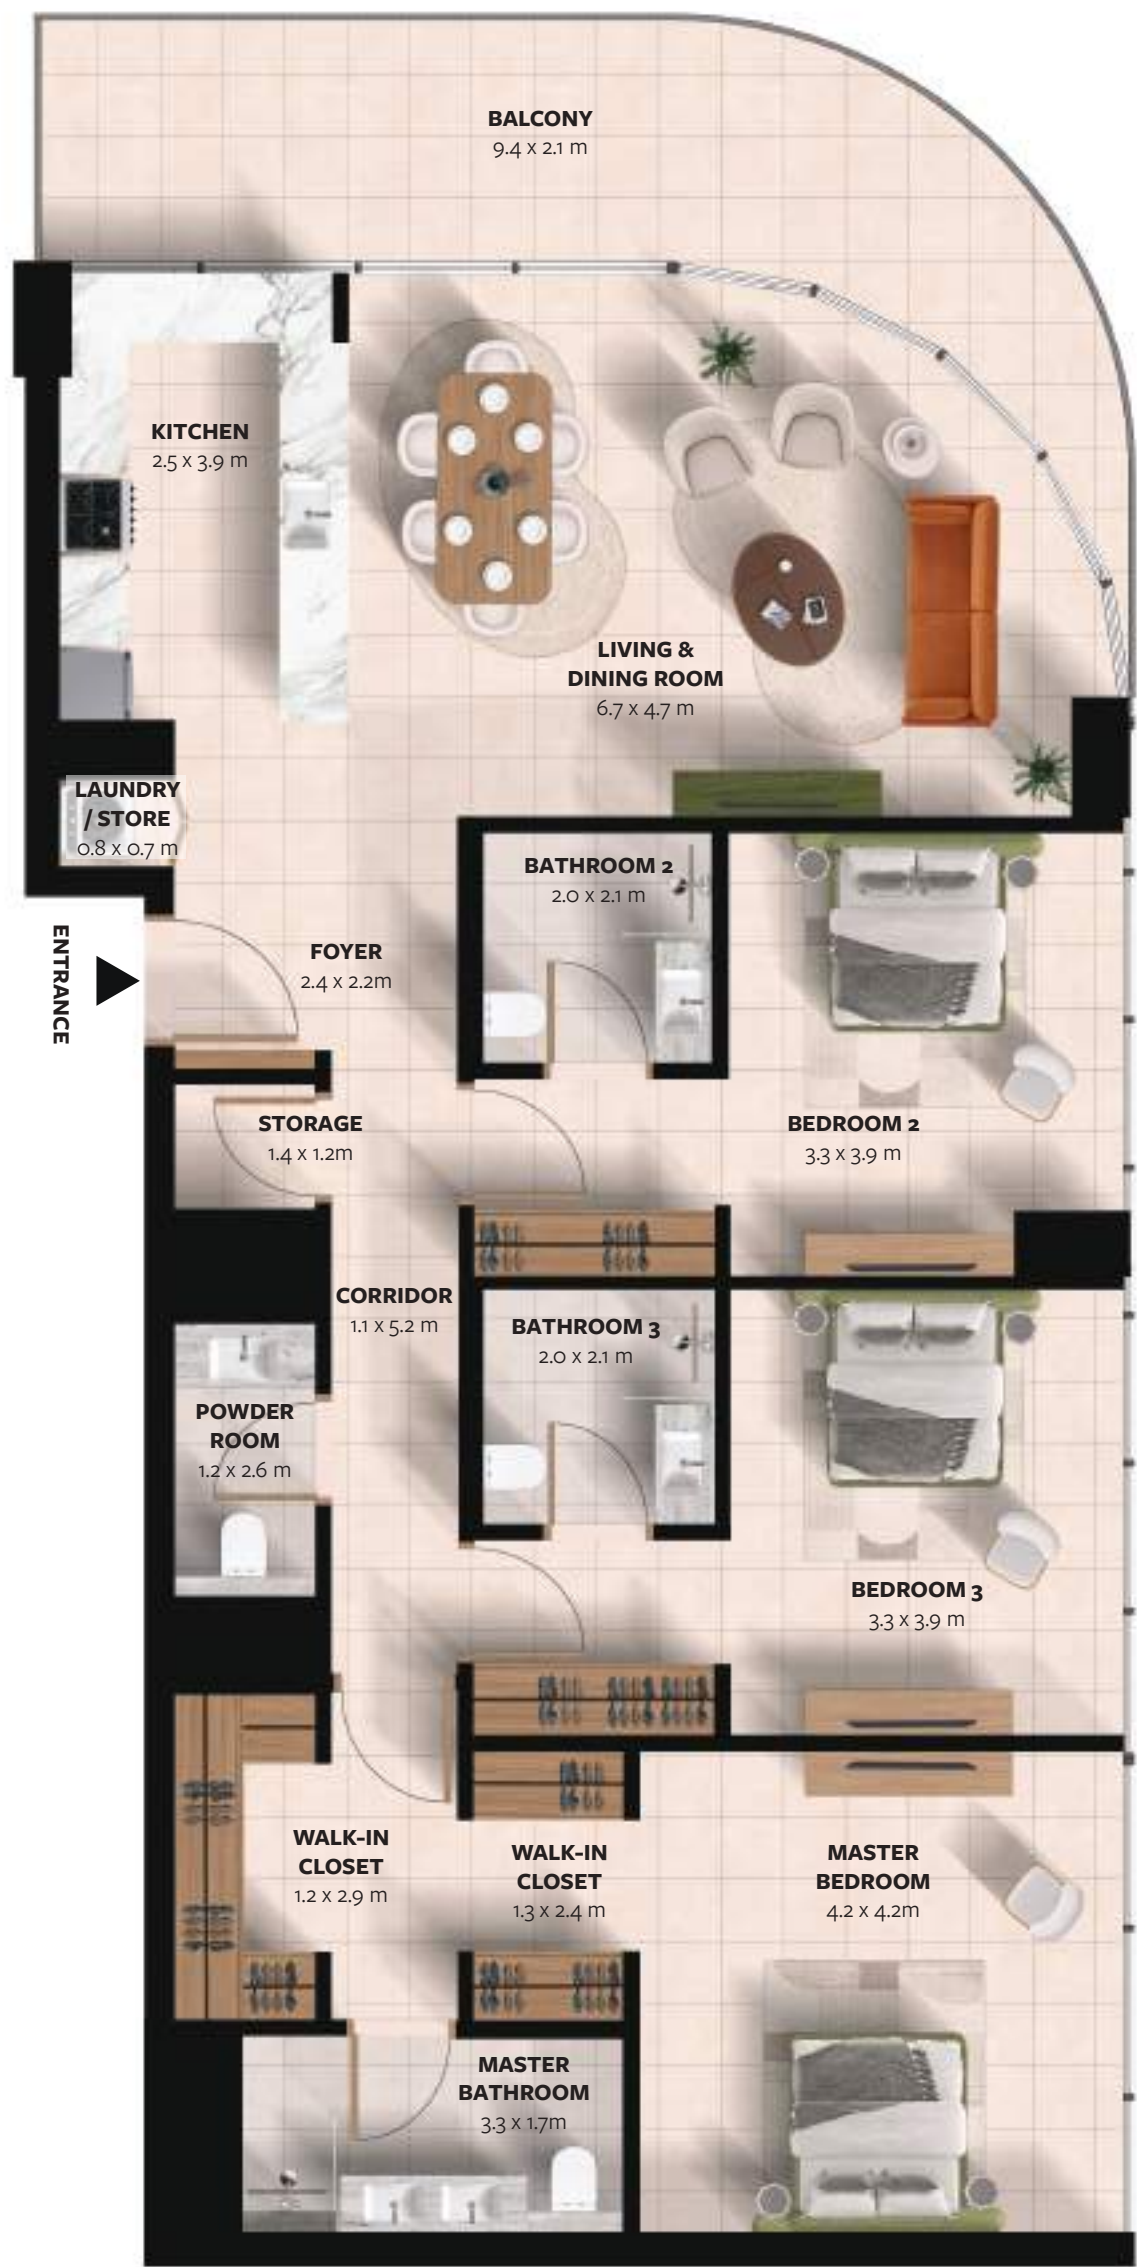 BALCONY
9.4 x 2.1 m
KITCHEN
2.5 x 3.9 m
LIVING &
DINING ROOM
6.7 x 4.7 m
LAUNDRY
/ STORE
0.8 x 0.7 m
BATHROOM 2
2.0 x 2.1 m
ENTRANCE
FOYER
2.4 x 2.2m
STORAGE
1.4 x 1.2m
BEDROOM 2
3.3 x 3.9 m
CORRIDOR
1.1 x 5.2 m
BATHROOM 3
2.0 x 2.1 m
POWDER
ROOM
1.2 x 2.6 m
BEDROOM 3
3.3 x 3.9 m
WALK-IN
CLOSET
1.2 x 2.9 m
WALK-IN
CLOSET
1.3 x 2.4 m
MASTER
BEDROOM
4.2 x 4.2m
MASTER
BATHROOM
3.3 x 1.7m